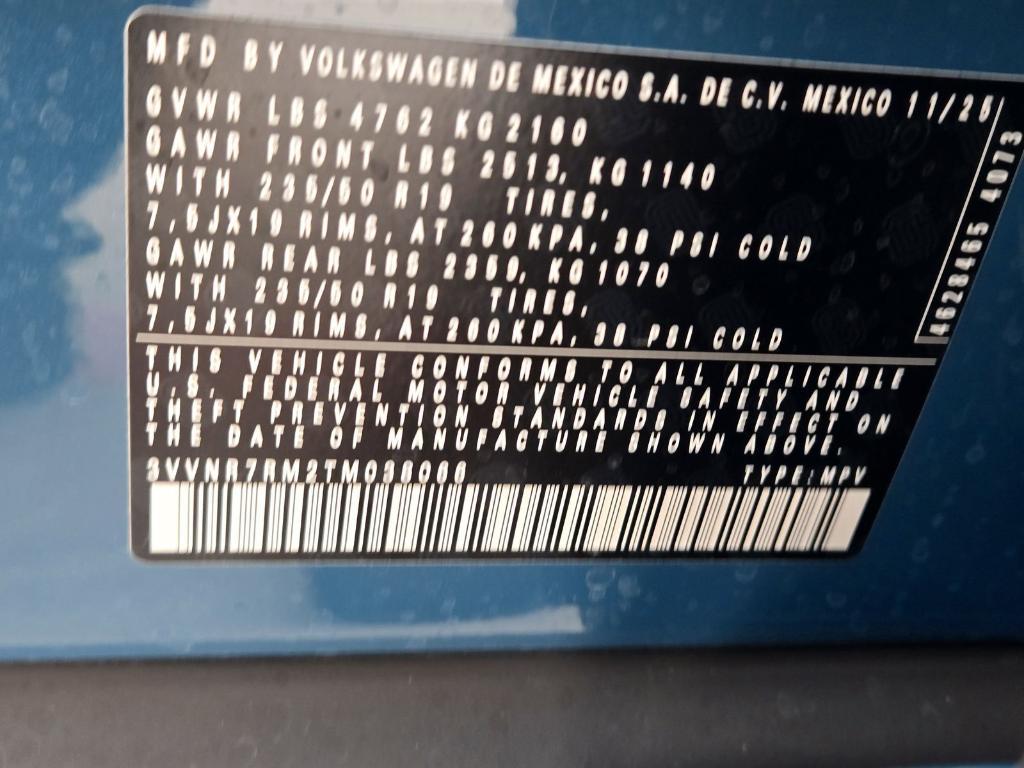 MFD BY VOLKSWAGEN DE MEXICO S.A. DE C.V. MEXICO 11/25
GVWR LBS 4762 KG 2160
GAWR FRONT LBS 2513, KG 1140
WITH 235/50 R19 TIRES,
7,5JX19 RIMS, AT 260 KPA, 38 PSI COLD
GAWR REAR LBS 2359, KG 1070
WITH 235/50 R19 TIRES,
7,5JX19 RIMS, AT 260 KPA, 38 PSI COLD
4628465 4073
THIS VEHICLE CONFORMS TO ALL APPLICABLE
U.S. FEDERAL MOTOR VEHICLE SAFETY AND
THEFT PREVENTION STANDARDS IN EFFECT ON
THE DATE OF MANUFACTURE SHOWN ABOVE.
TYPE:MPV